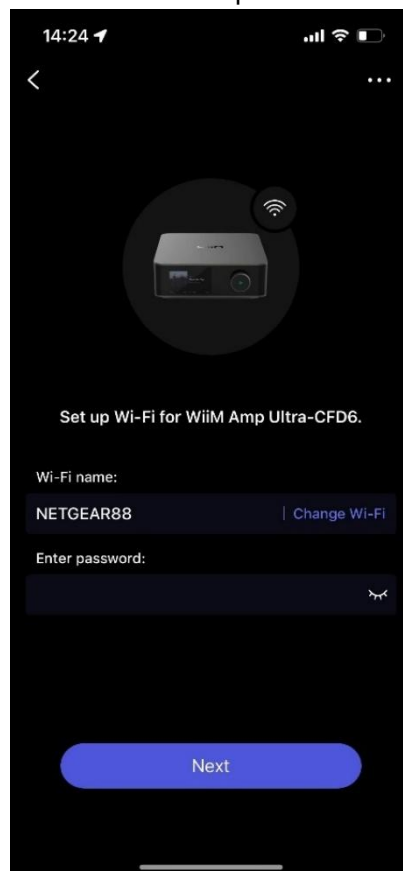 14:24
Set up Wi-Fi for WiiM Amp Ultra-CFD6.
Wi-Fi name:
NETGEAR88 | Change Wi-Fi
Enter password:
Next